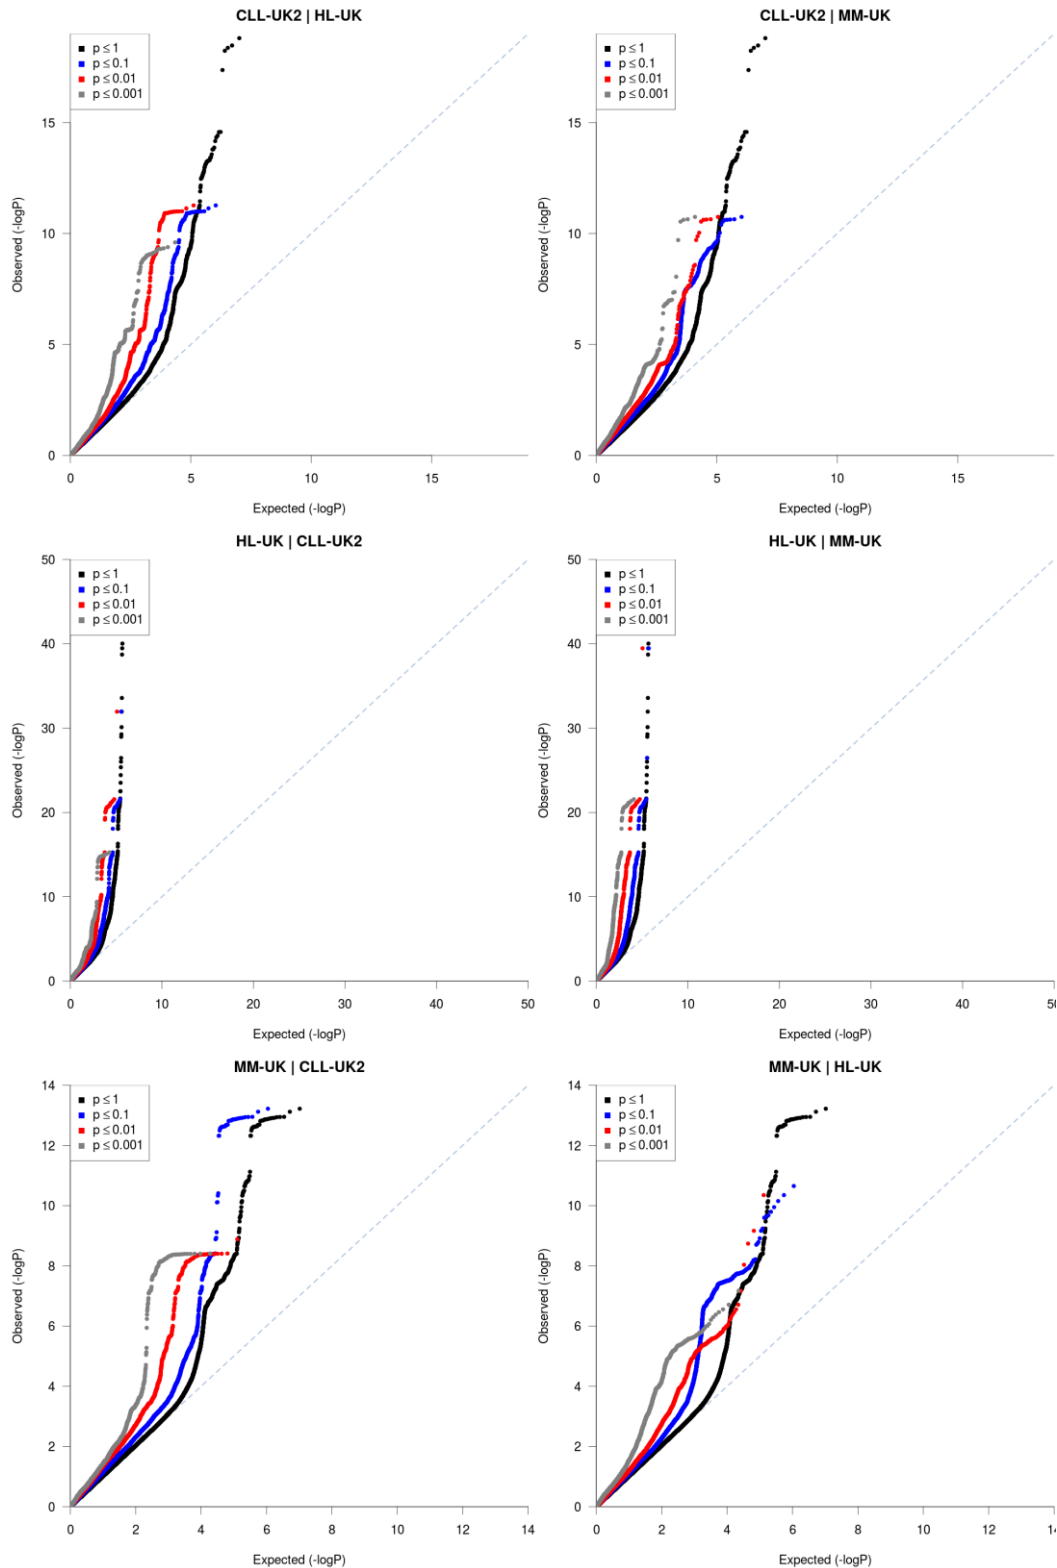 CLL-UK2 | HL-UK
p ≤ 1
p ≤ 0.1
p ≤ 0.01
p ≤ 0.001
Observed (-logP)
15
10
5
0
0 5 10 15
Expected (-logP)
CLL-UK2 | MM-UK
p ≤ 1
p ≤ 0.1
p ≤ 0.01
p ≤ 0.001
Observed (-logP)
15
10
5
0
0 5 10 15
Expected (-logP)
HL-UK | CLL-UK2
p ≤ 1
p ≤ 0.1
p ≤ 0.01
p ≤ 0.001
Observed (-logP)
50
40
30
20
10
0
0 10 20 30 40 50
Expected (-logP)
HL-UK | MM-UK
p ≤ 1
p ≤ 0.1
p ≤ 0.01
p ≤ 0.001
Observed (-logP)
50
40
30
20
10
0
0 10 20 30 40 50
Expected (-logP)
MM-UK | CLL-UK2
p ≤ 1
p ≤ 0.1
p ≤ 0.01
p ≤ 0.001
Observed (-logP)
14
12
10
8
6
4
2
0
0 2 4 6 8 10 12 14
Expected (-logP)
MM-UK | HL-UK
p ≤ 1
p ≤ 0.1
p ≤ 0.01
p ≤ 0.001
Observed (-logP)
14
12
10
8
6
4
2
0
0 2 4 6 8 10 12 14
Expected (-logP)